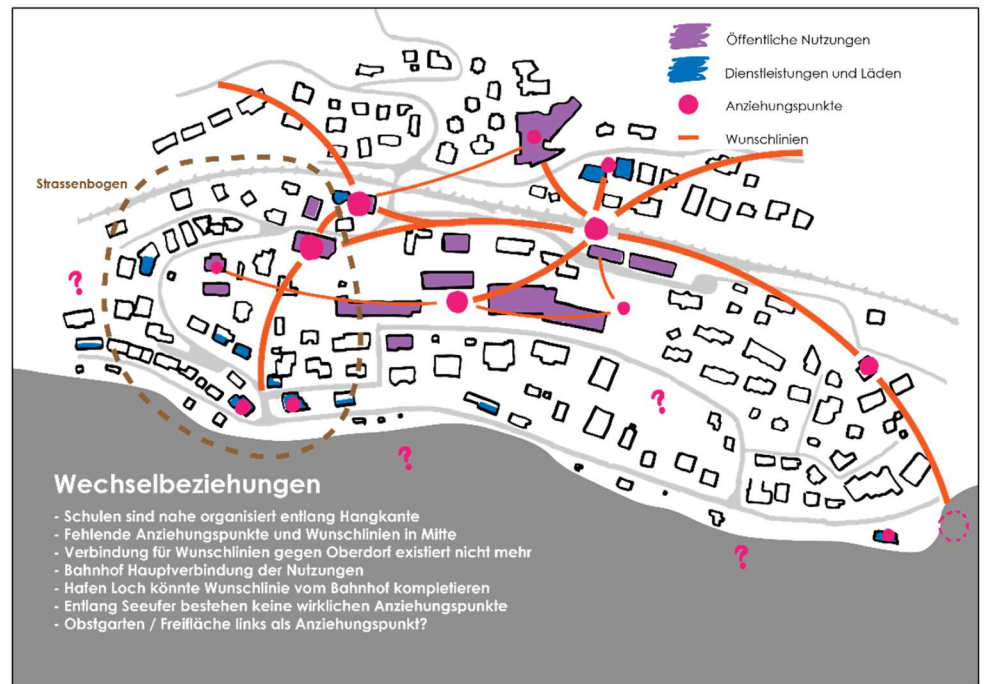 Öffentliche Nutzungen
Dienstleistungen und Läden
Anziehungspunkte
Wunschlinien
Strassenbogen
?
?
?
?
Wechselbeziehungen
- Schulen sind nahe organisiert entlang Hangkante
- Fehlende Anziehungspunkte und Wunschlinien in Mitte
- Verbindung für Wunschlinien gegen Oberdorf existiert nicht mehr
- Bahnhof Hauptverbindung der Nutzungen
- Hafen Loch könnte Wunschlinie vom Bahnhof kompletieren
- Entlang Seeufer bestehen keine wirklichen Anziehungspunkte
- Obstgarten / Freifläche links als Anziehungspunkt?